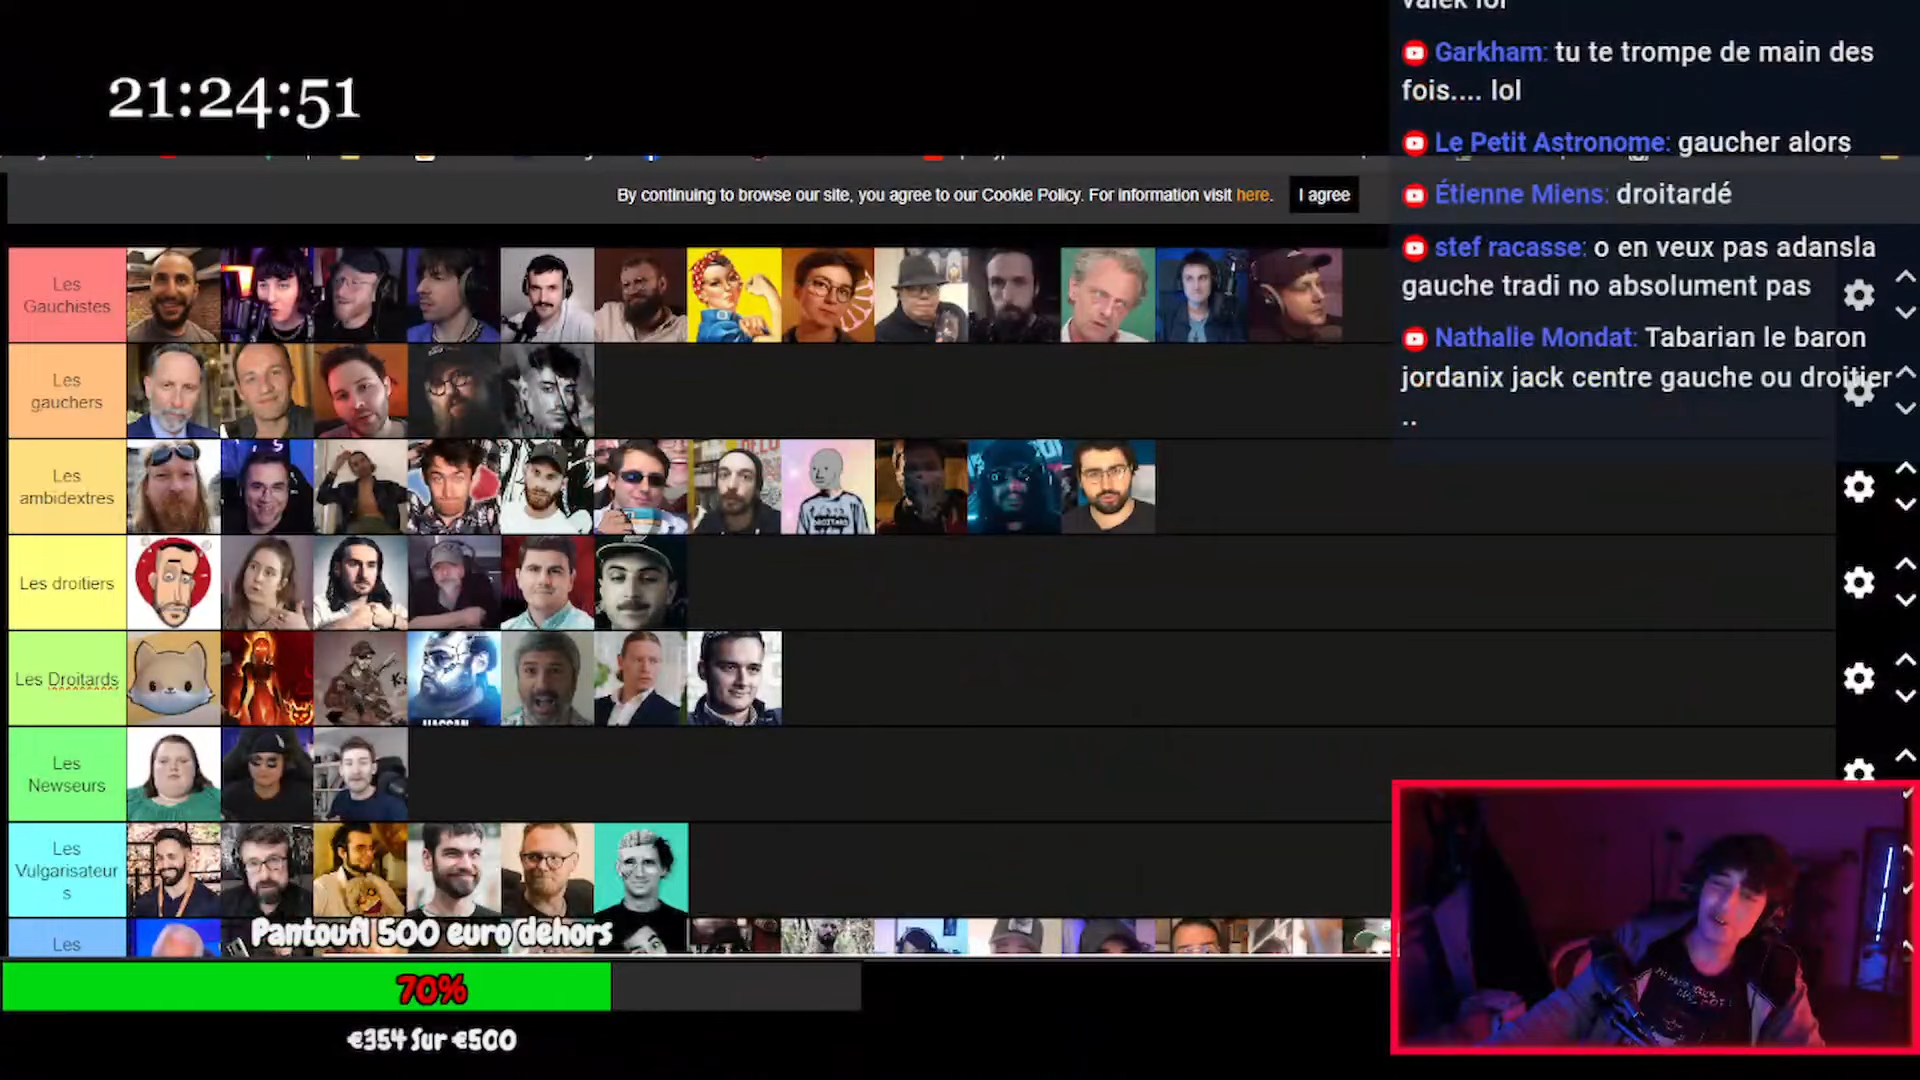 valek lol
Garkham: tu te trompe de main des
fois.... lol
Le Petit Astronome: gaucher alors
Étienne Miens: droitardé
stef racasse: o en veux pas adansla
gauche tradi no absolument pas
Nathalie Mondat: Tabarian le baron
jordanix jack centre gauche ou droitier
..
21:24:51
By continuing to browse our site, you agree to our Cookie Policy. For information visit here. I agree
Les
Gauchistes
Les
gauchers
Les
ambidextres
DROITARD
Les droitiers
Les Droitards
HASSAN
Les
Newseurs
Les
Vulgarisateur
s
Les
Pantoufl 500 euro dehors
70%
€354 sur €500